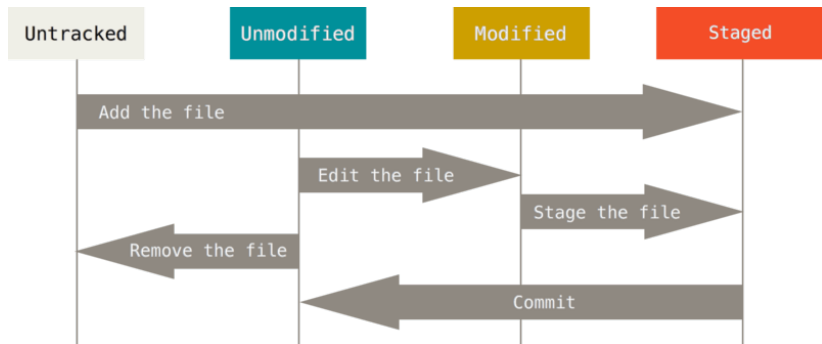 Untracked
Unmodified
Modified
Staged
Add the file
Edit the file
Stage the file
Remove the file
Commit